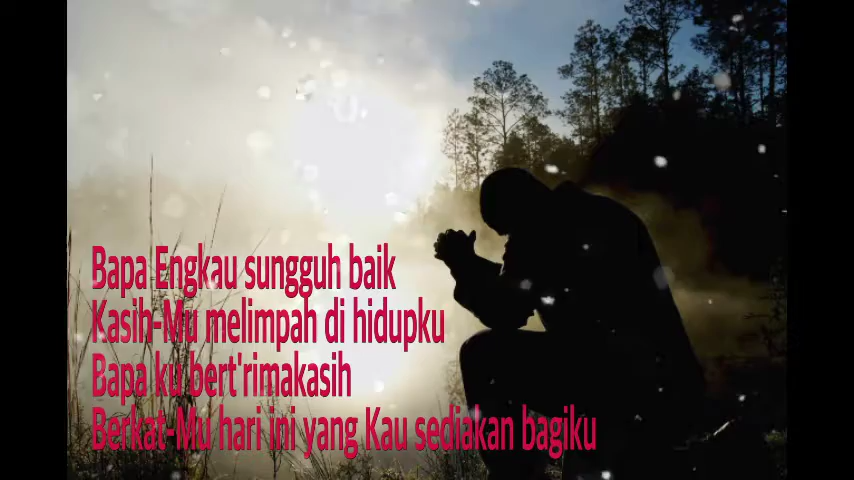 Bapa Engkau sungguh baik
Kasih-Mu melimpah di hidupku
Bapa ku bert'rimakasih
Berkat-Mu hari ini yang Kau sediakan bagiku